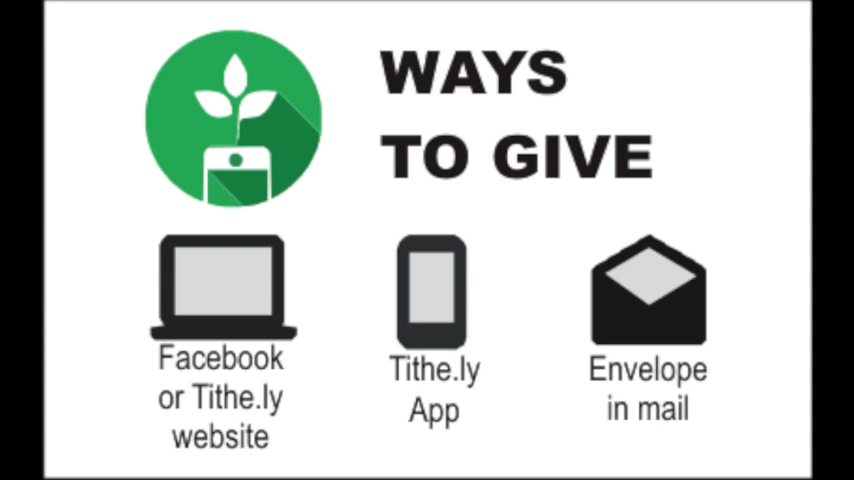 WAYS
TO GIVE
Facebook
or Tithe.ly
website
Tithe.ly
App
Envelope
in mail